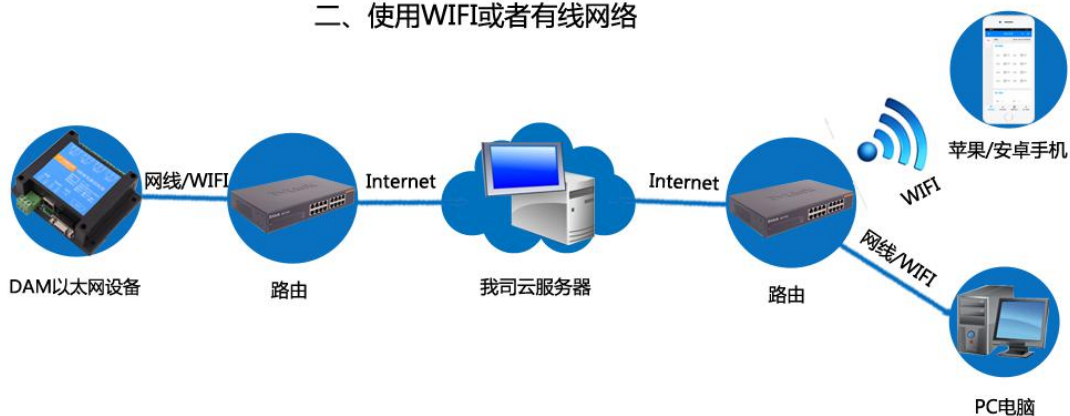 二、使用WIFI或者有线网络
苹果/安卓手机
网线/WIFI
Internet
Internet
WIFI
网线/WIFI
DAM以太网设备
路由
我司云服务器
路由
PC电脑